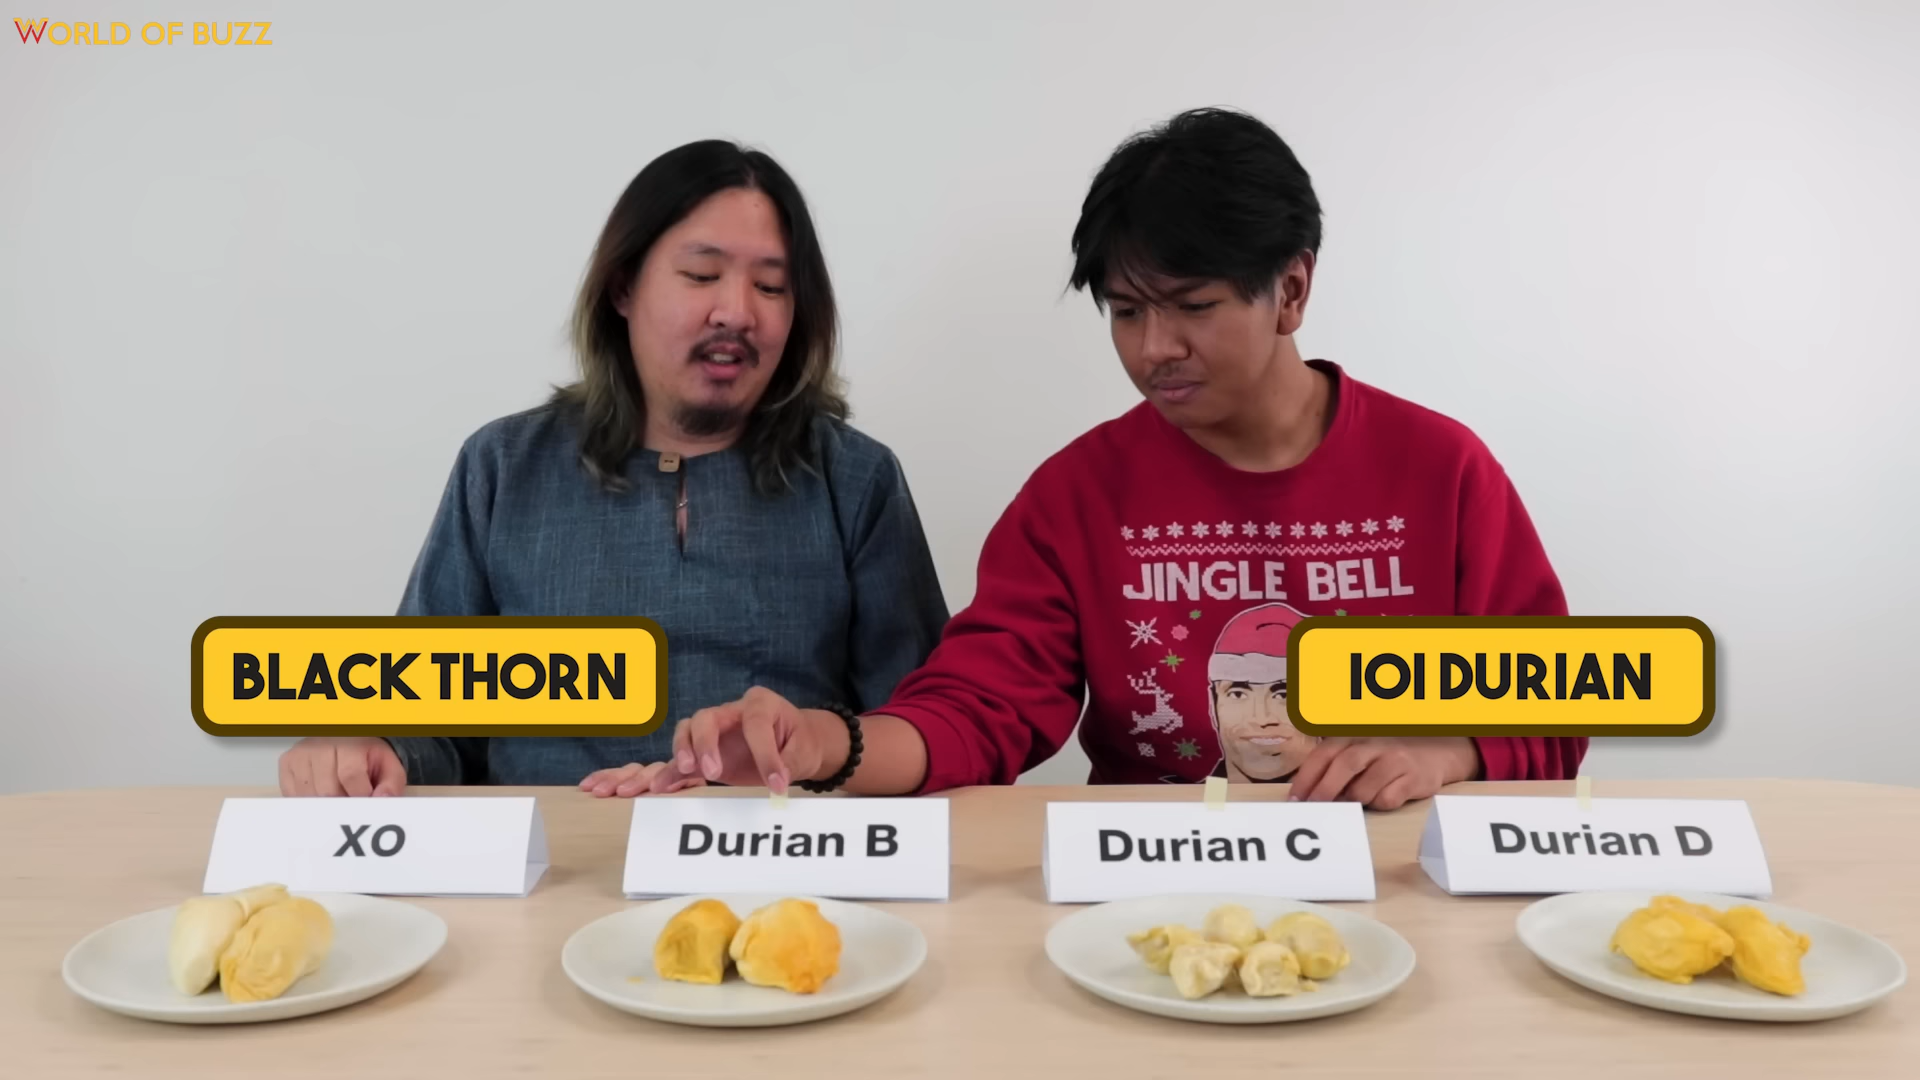 WORLD OF BUZZ
JINGLE BELL
BLACK THORN
IOI DURIAN
XO
Durian B
Durian C
Durian D